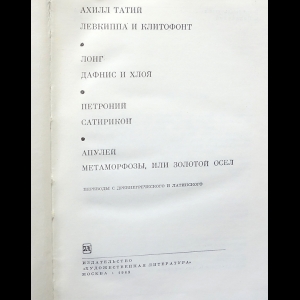 АХИЛЛ ТАТИЙ
ЛЕВКИППА И КЛИТОФОНТ
ЛОНГ
ДАФНИС И ХЛОЯ
ПЕТРОНИЙ
САТИРИКОН
АПУЛЕЙ
МЕТАМОРФОЗЫ, ИЛИ ЗОЛОТОЙ ОСЕЛ
ПЕРЕВОДЫ С ДРЕВНЕГРЕЧЕСКОГО И ЛАТИНСКОГО
ИЗДАТЕЛЬСТВО
«ХУДОЖЕСТВЕННАЯ ЛИТЕРАТУРА»
МОСКВА